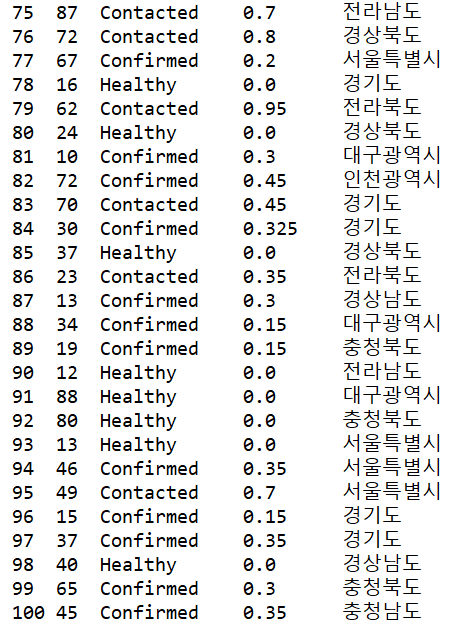 75 87 Contacted 0.7 전라남도
76 72 Contacted 0.8 경상북도
77 67 Confirmed 0.2 서울특별시
78 16 Healthy 0.0 경기도
79 62 Contacted 0.95 전라북도
80 24 Healthy 0.0 경상북도
81 10 Confirmed 0.3 대구광역시
82 72 Confirmed 0.45 인천광역시
83 70 Contacted 0.45 경기도
84 30 Confirmed 0.325 경기도
85 37 Healthy 0.0 경상북도
86 23 Contacted 0.35 전라북도
87 13 Confirmed 0.3 경상남도
88 34 Confirmed 0.15 대구광역시
89 19 Confirmed 0.15 충청북도
90 12 Healthy 0.0 전라남도
91 88 Healthy 0.0 대구광역시
92 80 Healthy 0.0 충청북도
93 13 Healthy 0.0 서울특별시
94 46 Confirmed 0.35 서울특별시
95 49 Contacted 0.7 서울특별시
96 15 Confirmed 0.15 경기도
97 37 Confirmed 0.35 경기도
98 40 Healthy 0.0 경상남도
99 65 Confirmed 0.3 충청북도
100 45 Confirmed 0.35 충청남도